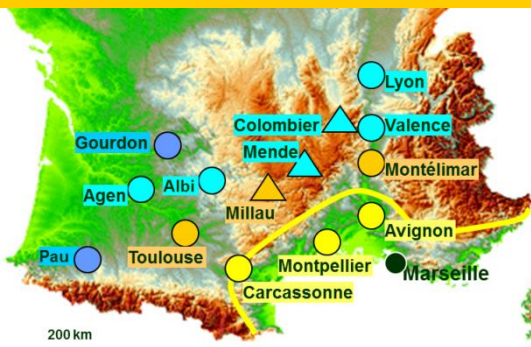 Lyon
Colombier
Valence
Gourdon
Mende
Montélimar
Agen
Albi
Millau
Avignon
Toulouse
Pau
Montpellier
Marseille
Carcassonne
200 km